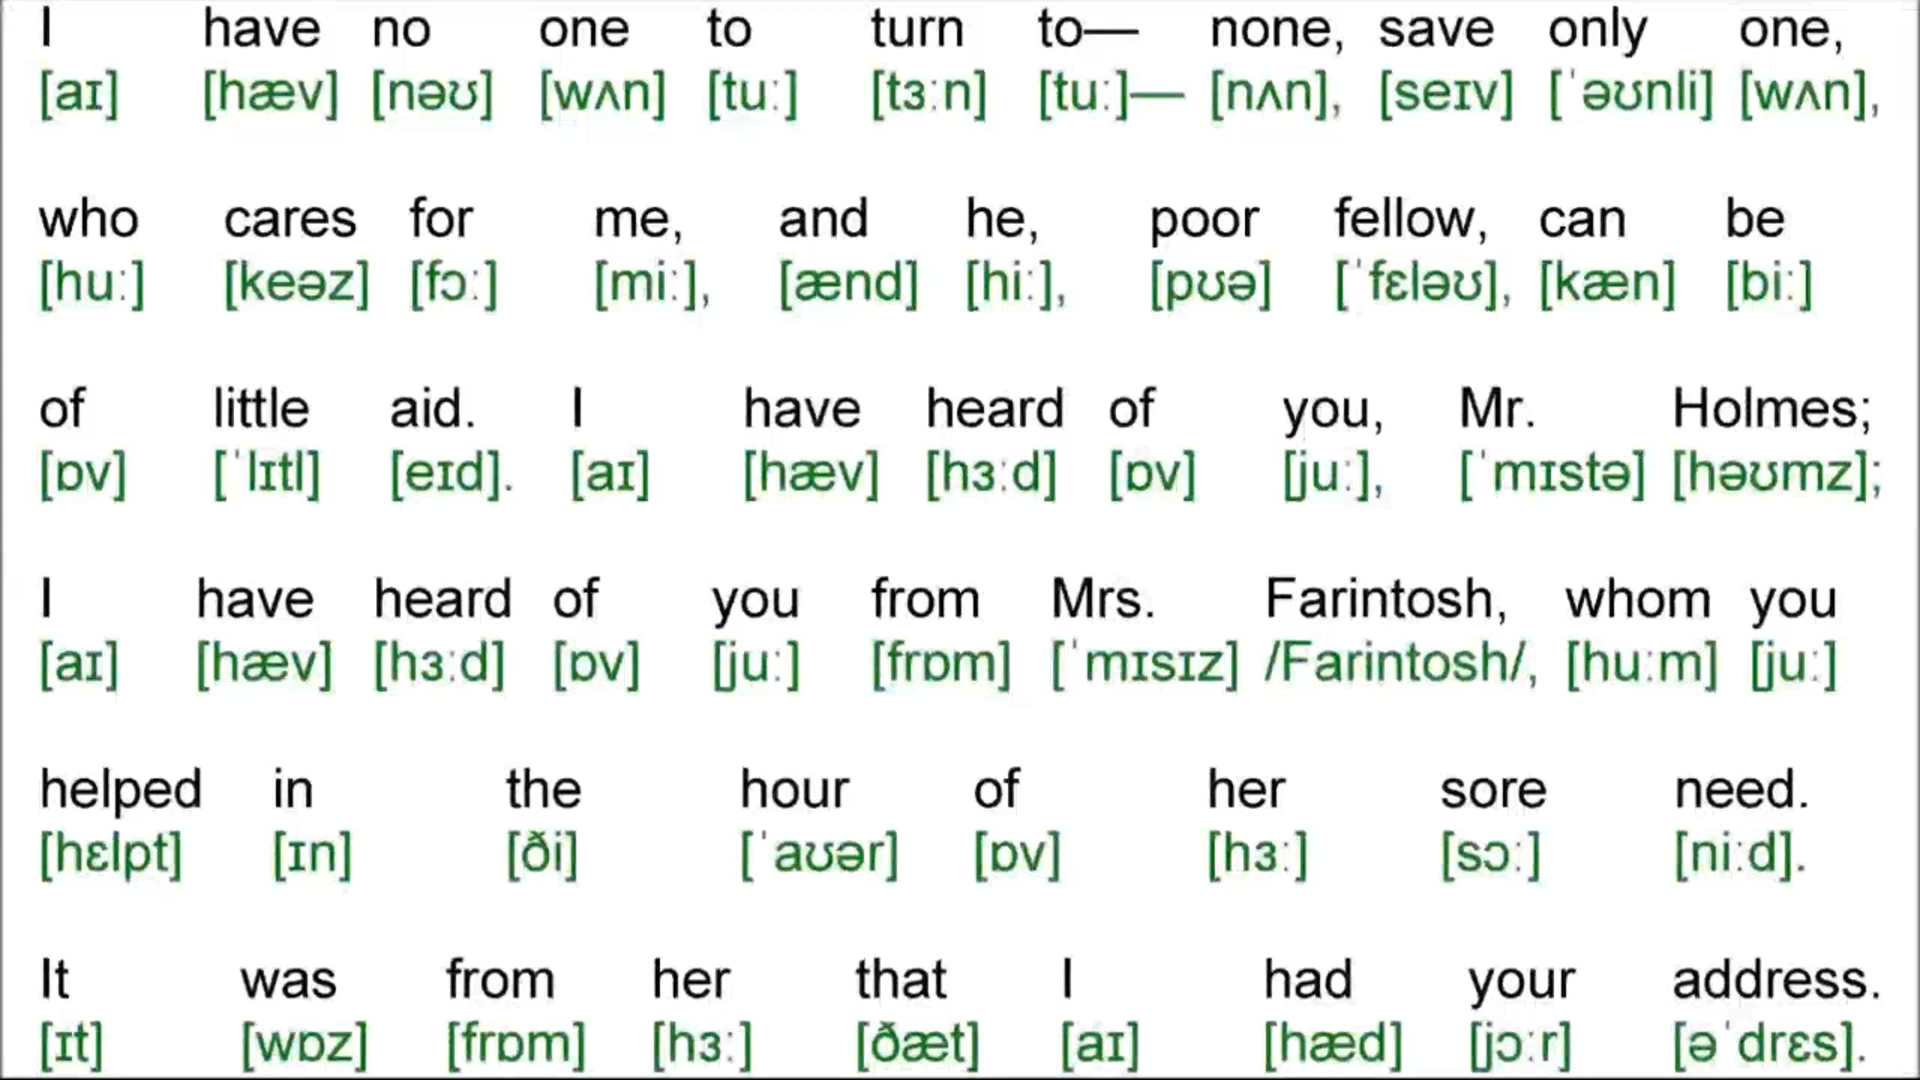 I have no one to turn to— none, save only one,
[aɪ] [hæv] [nəʊ] [wʌn] [tuː] [tɜːn] [tuː]— [nʌn], [seɪv] [ˈəʊnli] [wʌn],
who cares for me, and he, poor fellow, can be
[huː] [keəz] [fɔː] [miː], [ænd] [hiː], [pʊə] [ˈfɛləʊ], [kæn] [biː]
of little aid. I have heard of you, Mr. Holmes;
[ɒv] [ˈlɪtl] [eɪd]. [aɪ] [hæv] [hɜːd] [ɒv] [juː], [ˈmɪstə] [həʊmz];
I have heard of you from Mrs. Farintosh, whom you
[aɪ] [hæv] [hɜːd] [ɒv] [juː] [frɒm] [ˈmɪsɪz] /Farintosh/, [huːm] [juː]
helped in the hour of her sore need.
[hɛlpt] [ɪn] [ði] [ˈaʊər] [ɒv] [hɜː] [sɔː] [niːd].
It was from her that I had your address.
[ɪt] [wɒz] [frɒm] [hɜː] [ðæt] [aɪ] [hæd] [jɔːr] [əˈdrɛs].